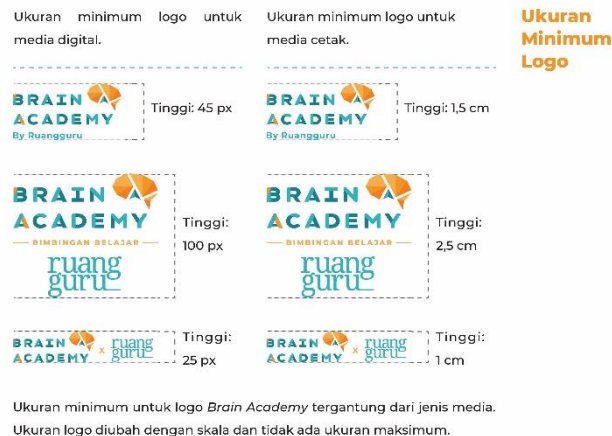 Ukuran minimum logo untuk
media digital.
Ukuran minimum logo untuk
media cetak.
Ukuran
Minimum
Logo
BRAIN
ACADEMY
By Ruangguru
Tinggi: 45 px
BRAIN
ACADEMY
By Ruangguru
Tinggi: 1,5 cm
BRAIN
ACADEMY
BIMBINGAN BELAJAR
ruang
guru
Tinggi:
100 px
BRAIN
ACADEMY
BIMBINGAN BELAJAR
ruang
guru
Tinggi:
2,5 cm
BRAIN
ACADEMY x ruang
guru
Tinggi:
25 px
BRAIN
ACADEMY x ruang
guru
Tinggi:
1 cm
Ukuran minimum untuk logo Brain Academy tergantung dari jenis media.
Ukuran logo diubah dengan skala dan tidak ada ukuran maksimum.